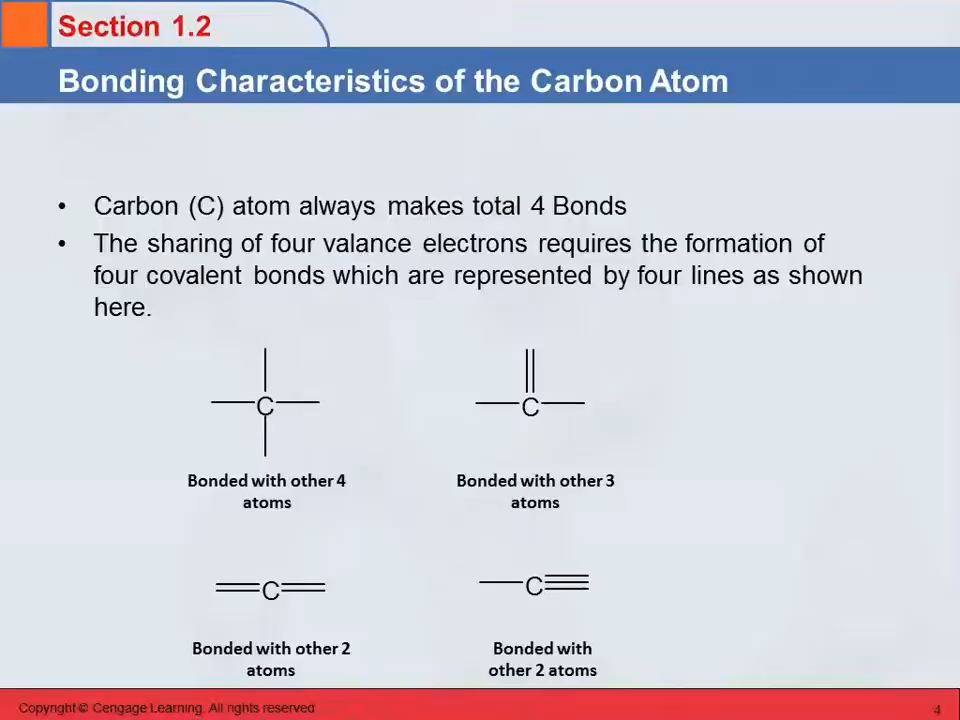 Section 1.2
Bonding Characteristics of the Carbon Atom
• Carbon (C) atom always makes total 4 Bonds
• The sharing of four valance electrons requires the formation of
four covalent bonds which are represented by four lines as shown
here.
C
C
Bonded with other 4
atoms
Bonded with other 3
atoms
C
C
Bonded with other 2
atoms
Bonded with
other 2 atoms
Copyright © Cengage Learning. All rights reserved
4